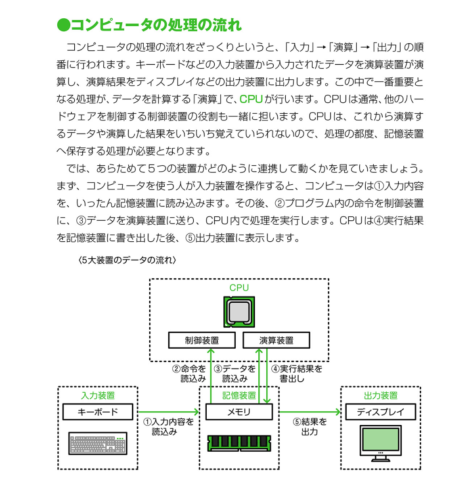 ●コンピュータの処理の流れ
コンピュータの処理の流れをざっくりというと、「入力」→「演算」→「出力」の順
番に行われます。キーボードなどの入力装置から入力されたデータを演算装置が演
算し、演算結果をディスプレイなどの出力装置に出力します。この中で一番重要と
なる処理が、データを計算する「演算」で、CPUが行います。CPUは通常、他のハー
ドウェアを制御する制御装置の役割も一緒に担います。CPUは、これから演算す
るデータや演算した結果をいちいち覚えていられないので、処理の都度、記憶装置
へ保存する処理が必要となります。
では、あらためて5つの装置がどのように連携して動くかを見ていきましょう。
まず、コンピュータを使う人が入力装置を操作すると、コンピュータは①入力内容
を、いったん記憶装置に読み込みます。その後、②プログラム内の命令を制御装置
に、③データを演算装置に送り、CPU内で処理を実行します。CPUは④実行結果
を記憶装置に書き出した後、⑤出力装置に表示します。
〈5大装置のデータの流れ〉
CPU
制御装置
演算装置
②命令を
読込み
③データを
読込み
④実行結果を
書出し
入力装置
キーボード
①入力内容を
読込み
記憶装置
メモリ
⑤結果を
出力
出力装置
ディスプレイ